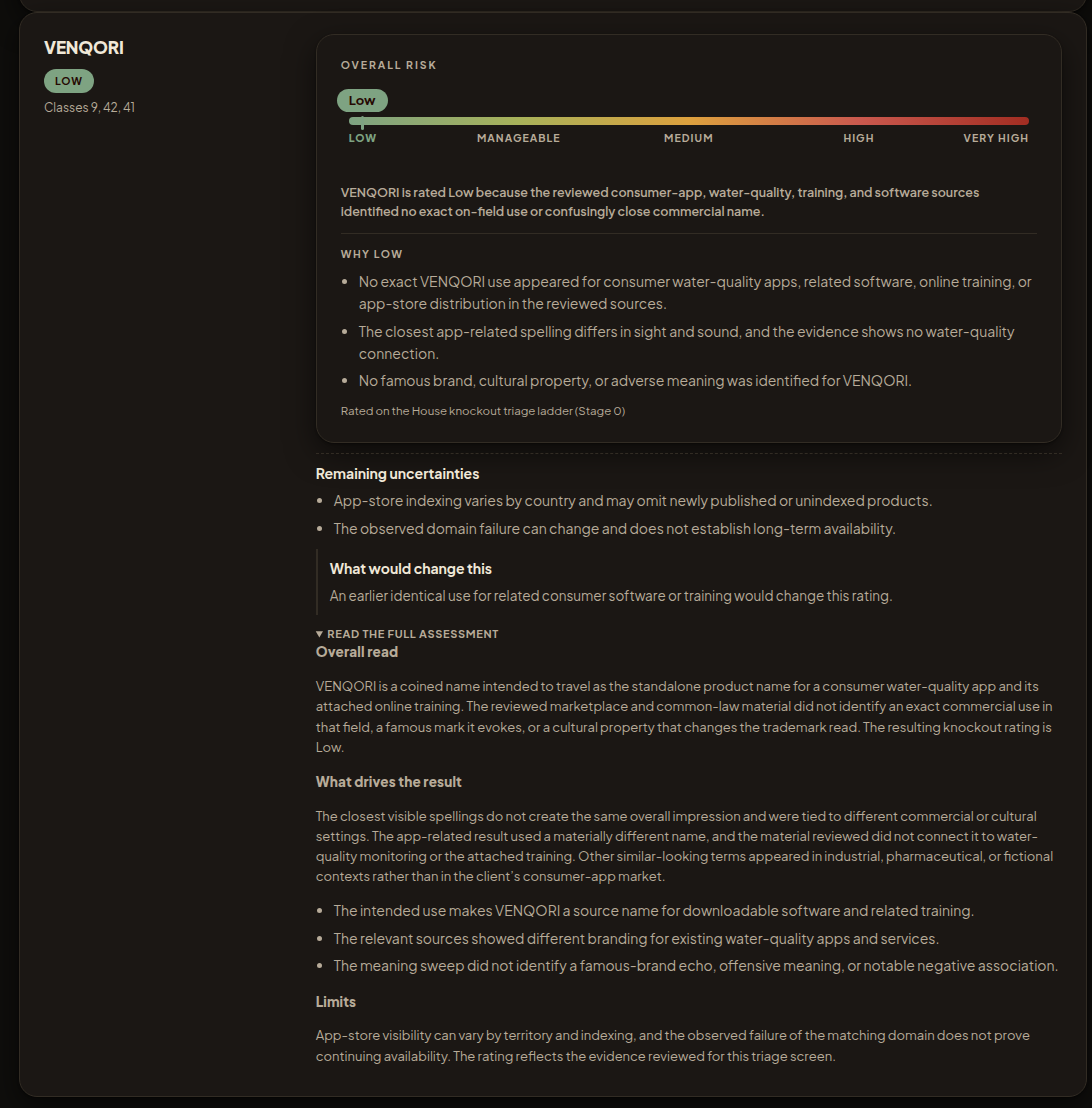 VENQORI
LOW
Classes 9, 42, 41
OVERALL RISK
Low
LOW MANAGEABLE MEDIUM HIGH VERY HIGH
VENQORI is rated Low because the reviewed consumer-app, water-quality, training, and software sources
identified no exact on-field use or confusingly close commercial name.
WHY LOW
• No exact VENQORI use appeared for consumer water-quality apps, related software, online training, or
app-store distribution in the reviewed sources.
• The closest app-related spelling differs in sight and sound, and the evidence shows no water-quality
connection.
• No famous brand, cultural property, or adverse meaning was identified for VENQORI.
Rated on the House knockout triage ladder (Stage 0)
Remaining uncertainties
• App-store indexing varies by country and may omit newly published or unindexed products.
• The observed domain failure can change and does not establish long-term availability.
What would change this
An earlier identical use for related consumer software or training would change this rating.
▼ READ THE FULL ASSESSMENT
Overall read
VENQORI is a coined name intended to travel as the standalone product name for a consumer water-quality app and its
attached online training. The reviewed marketplace and common-law material did not identify an exact commercial use in
that field, a famous mark it evokes, or a cultural property that changes the trademark read. The resulting knockout rating is
Low.
What drives the result
The closest visible spellings do not create the same overall impression and were tied to different commercial or cultural
settings. The app-related result used a materially different name, and the material reviewed did not connect it to water-
quality monitoring or the attached training. Other similar-looking terms appeared in industrial, pharmaceutical, or fictional
contexts rather than in the client's consumer-app market.
• The intended use makes VENQORI a source name for downloadable software and related training.
• The relevant sources showed different branding for existing water-quality apps and services.
• The meaning sweep did not identify a famous-brand echo, offensive meaning, or notable negative association.
Limits
App-store visibility can vary by territory and indexing, and the observed failure of the matching domain does not prove
continuing availability. The rating reflects the evidence reviewed for this triage screen.